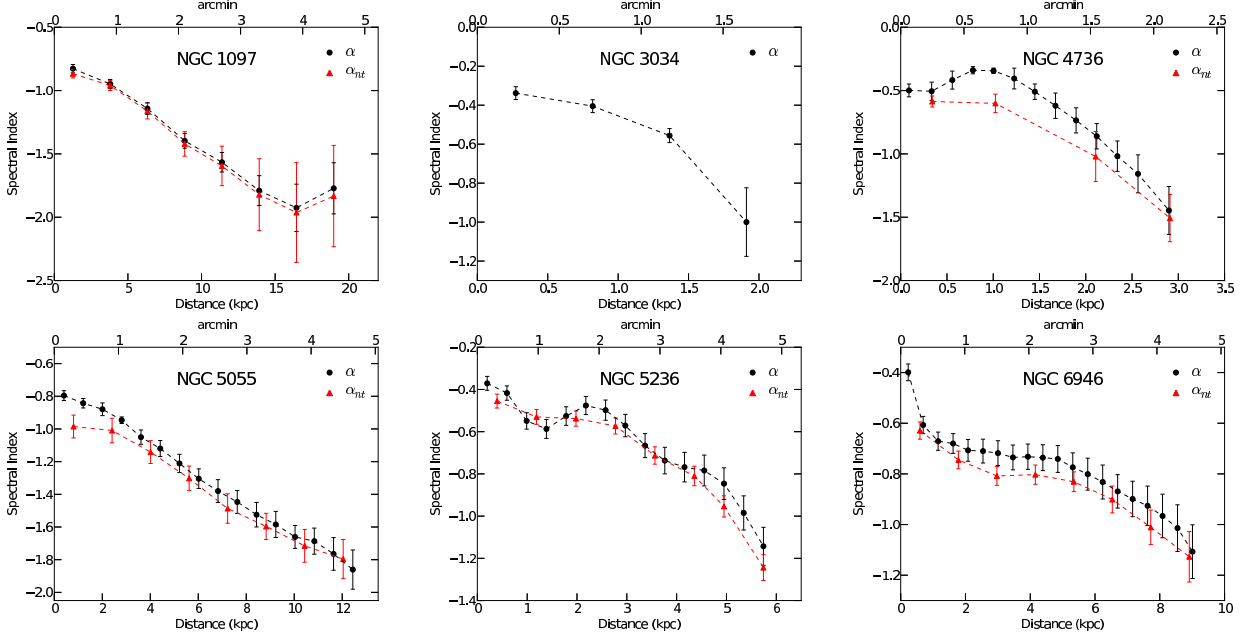 arcmin
0 1 2 3 4 5
NGC 1097
α
α_nt
Spectral Index
−0.5
−1.0
−1.5
−2.0
−2.5
0 5 10 15 20
Distance (kpc)
arcmin
0.0 0.5 1.0 1.5
NGC 3034
α
Spectral Index
0.0
−0.2
−0.4
−0.6
−0.8
−1.0
−1.2
0.0 0.5 1.0 1.5 2.0
Distance (kpc)
arcmin
0.0 0.5 1.0 1.5 2.0 2.5
NGC 4736
α
α_nt
Spectral Index
0.0
−0.5
−1.0
−1.5
−2.0
0.0 0.5 1.0 1.5 2.0 2.5 3.0 3.5
Distance (kpc)
arcmin
0 1 2 3 4 5
NGC 5055
α
α_nt
Spectral Index
−0.6
−0.8
−1.0
−1.2
−1.4
−1.6
−1.8
−2.0
0 2 4 6 8 10 12
Distance (kpc)
arcmin
0 1 2 3 4 5
NGC 5236
α
α_nt
Spectral Index
−0.2
−0.4
−0.6
−0.8
−1.0
−1.2
−1.4
0 1 2 3 4 5 6
Distance (kpc)
arcmin
0 1 2 3 4 5
NGC 6946
α
α_nt
Spectral Index
−0.4
−0.6
−0.8
−1.0
−1.2
0 2 4 6 8 10
Distance (kpc)